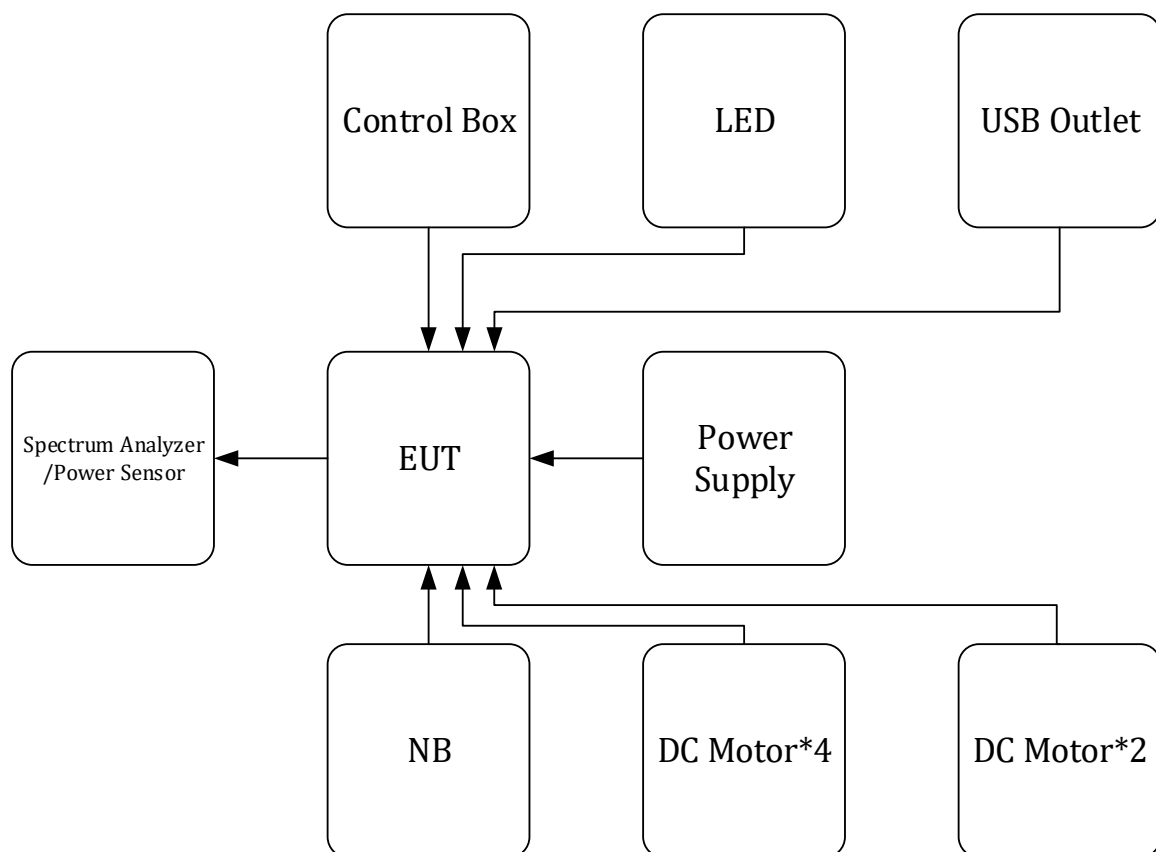 Control Box
LED
USB Outlet
Spectrum Analyzer
/Power Sensor
EUT
Power
Supply
NB
DC Motor*4
DC Motor*2